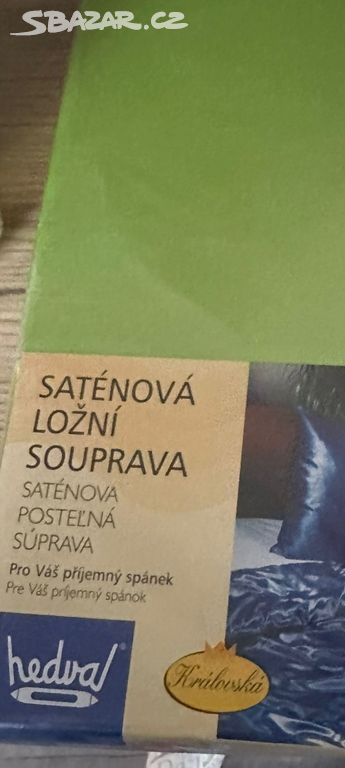 SBAZAR.CZ
SATÉNOVÁ
LOŽNÍ
SOUPRAVA
SATÉNOVA
POSTEĽNÁ
SÚPRAVA
Pro Váš příjemný spánek
Pre Váš príjemný spánok
hedva
Královská